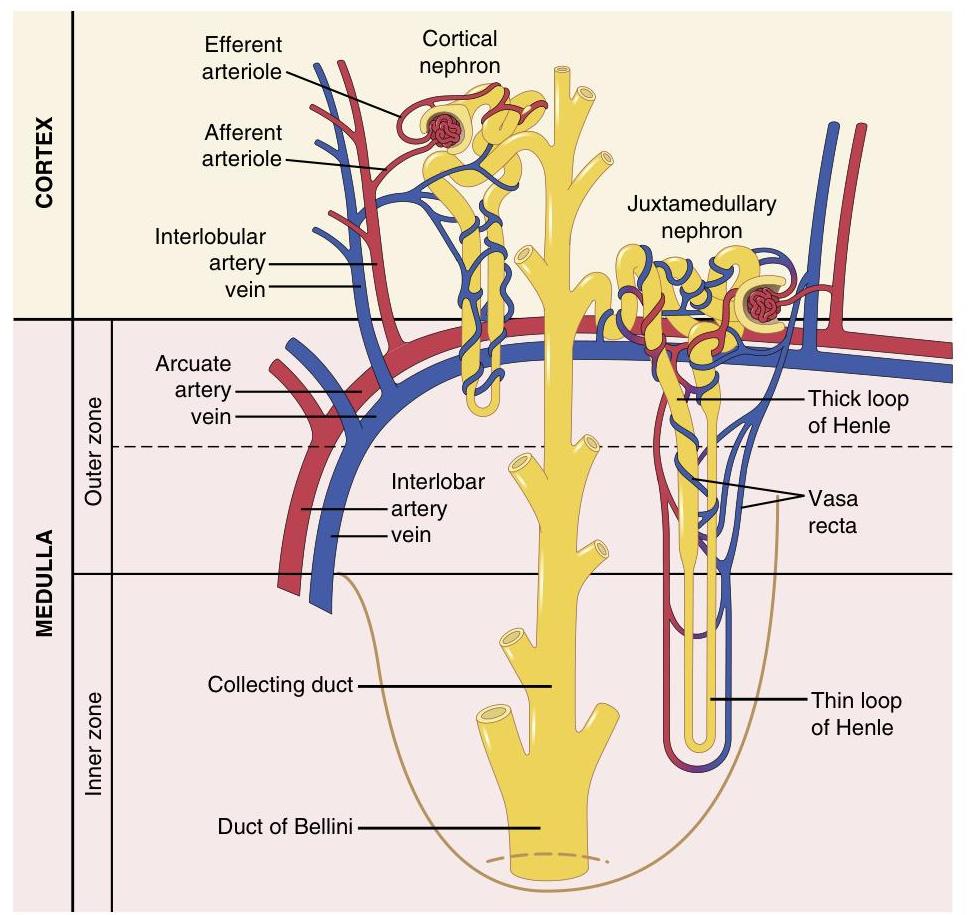 Efferent
arteriole
Cortical
nephron
Afferent
arteriole
CORTEX
Juxtamedullary
nephron
Interlobular
artery
vein
Arcuate
artery
vein
Thick loop
of Henle
Outer zone
Interlobar
artery
vein
Vasa
recta
MEDULLA
Collecting duct
Thin loop
of Henle
Inner zone
Duct of Bellini